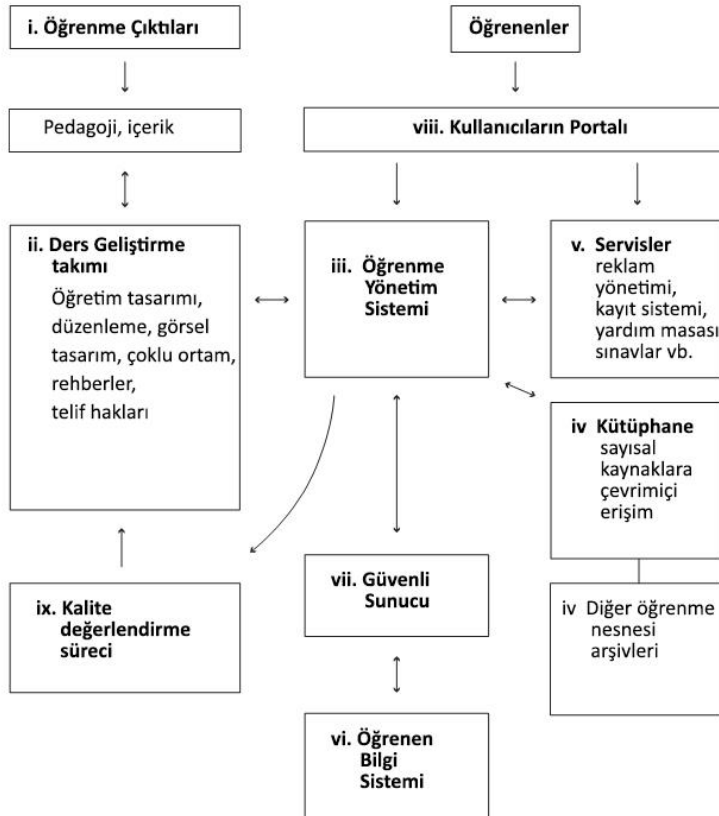 i. Öğrenme Çıktıları
Öğrenenler
Pedagoji, içerik
viii. Kullanıcıların Portalı
ii. Ders Geliştirme
takımı
Öğretim tasarımı,
düzenleme, görsel
tasarım, çoklu ortam,
rehberler,
telif hakları
iii. Öğrenme
Yönetim
Sistemi
v. Servisler
reklam
yönetimi,
kayıt sistemi,
yardım masası
sınavlar vb.
iv Kütüphane
sayısal
kaynaklara
çevrimiçi
erişim
ix. Kalite
değerlendirme
süreci
vii. Güvenli
Sunucu
iv Diğer öğrenme
nesnesi
arşivleri
vi. Öğrenen
Bilgi
Sistemi